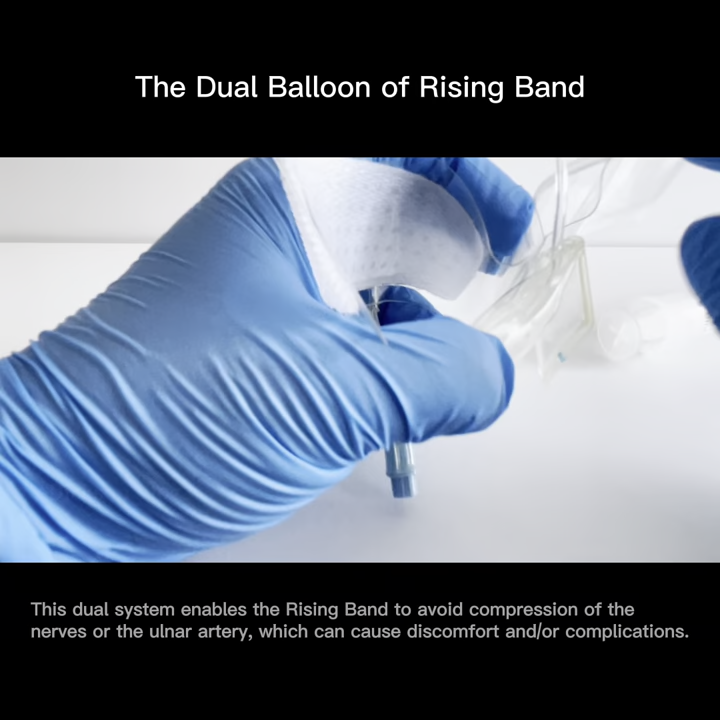 The Dual Balloon of Rising Band
This dual system enables the Rising Band to avoid compression of the
nerves or the ulnar artery, which can cause discomfort and/or complications.